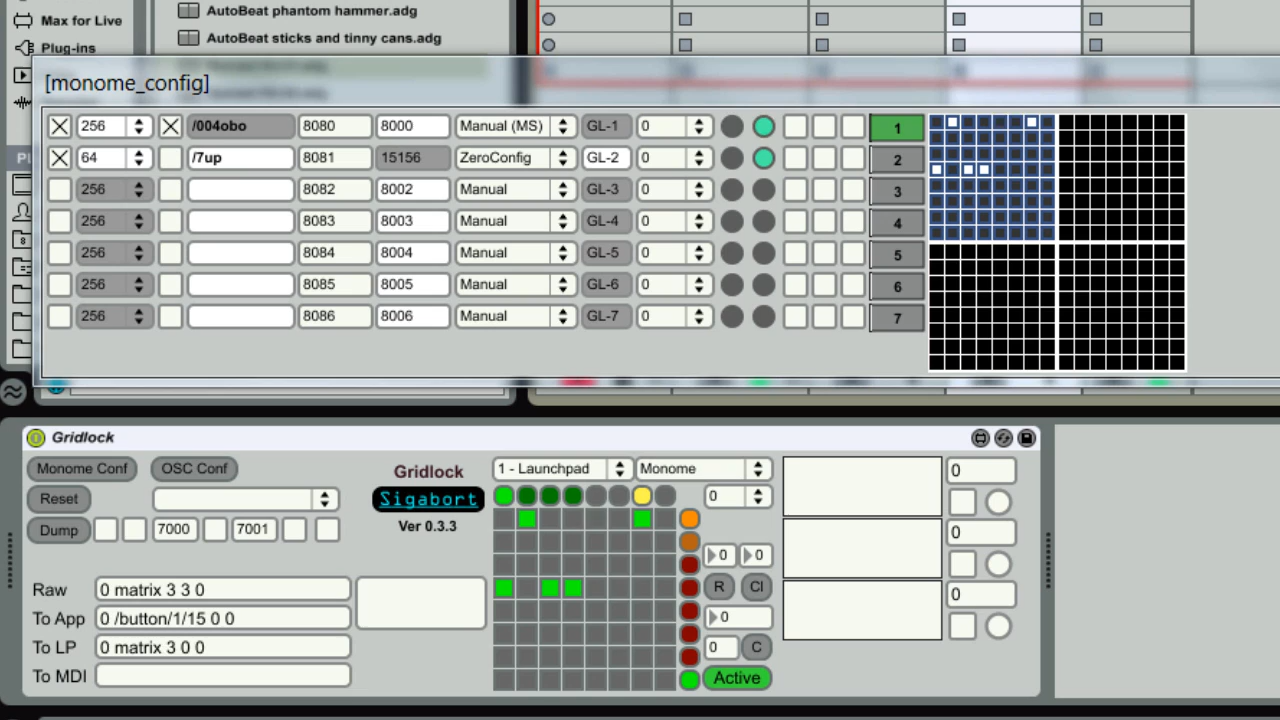 Max for Live
AutoBeat phantom hammer.adg
Plug-ins
AutoBeat sticks and tinny cans.adg
[monome_config]
256 /004obo 8080 8000 Manual (MS) GL-1 0 1
64 /7up 8081 15156 ZeroConfig GL-2 0 2
256 8082 8002 Manual GL-3 0 3
256 8083 8003 Manual GL-4 0 4
256 8084 8004 Manual GL-5 0 5
256 8085 8005 Manual GL-6 0 6
256 8086 8006 Manual GL-7 0 7
Gridlock
Monome Conf OSC Conf Gridlock 1 - Launchpad Monome 0
Reset Sigabort 0
Dump 7000 7001 Ver 0.3.3 0
0 0
Raw 0 matrix 3 3 0 R Cl 0
To App 0 /button/1/15 0 0 0
To LP 0 matrix 3 0 0 0 C
To MDI Active